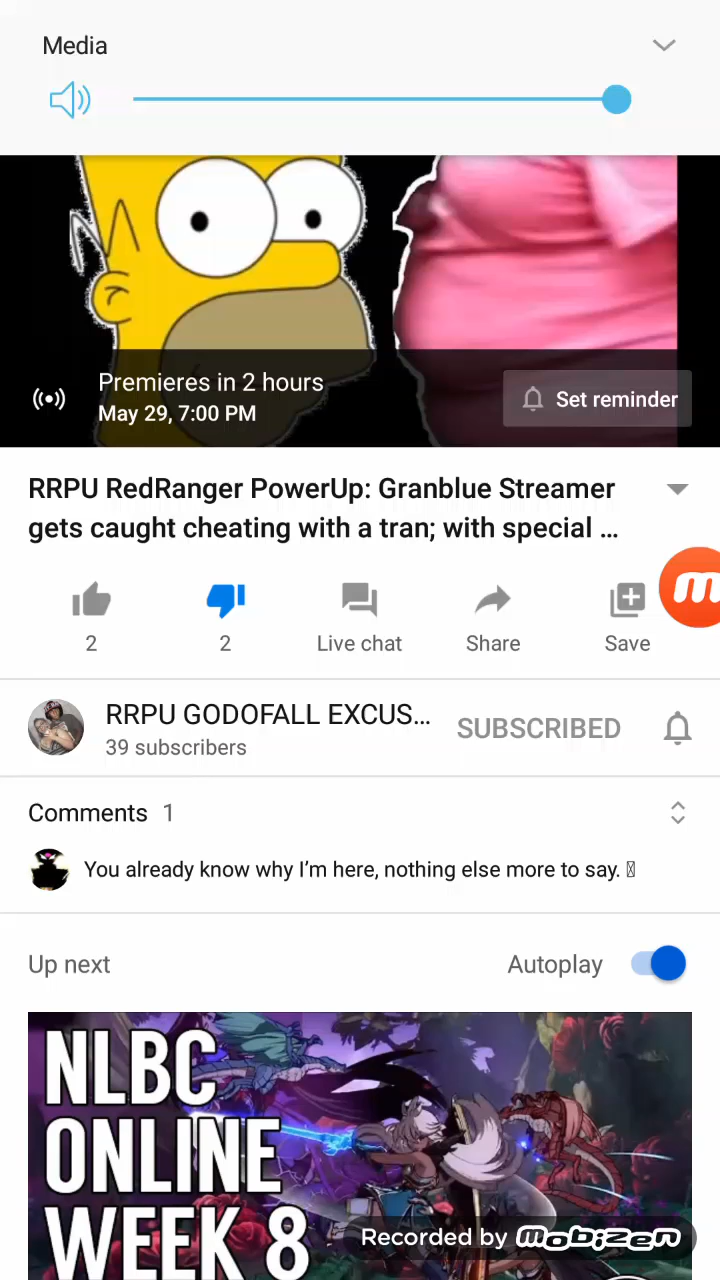 Media
Premieres in 2 hours
May 29, 7:00 PM
Set reminder
RRPU RedRanger PowerUp: Granblue Streamer
gets caught cheating with a tran; with special ...
2
2
Live chat
Share
Save
m
RRPU GODOFALL EXCUS...
SUBSCRIBED
39 subscribers
Comments 1
You already know why I’m here, nothing else more to say.
Up next
Autoplay
NLBC
ONLINE
WEEK 8
Recorded by mobizen